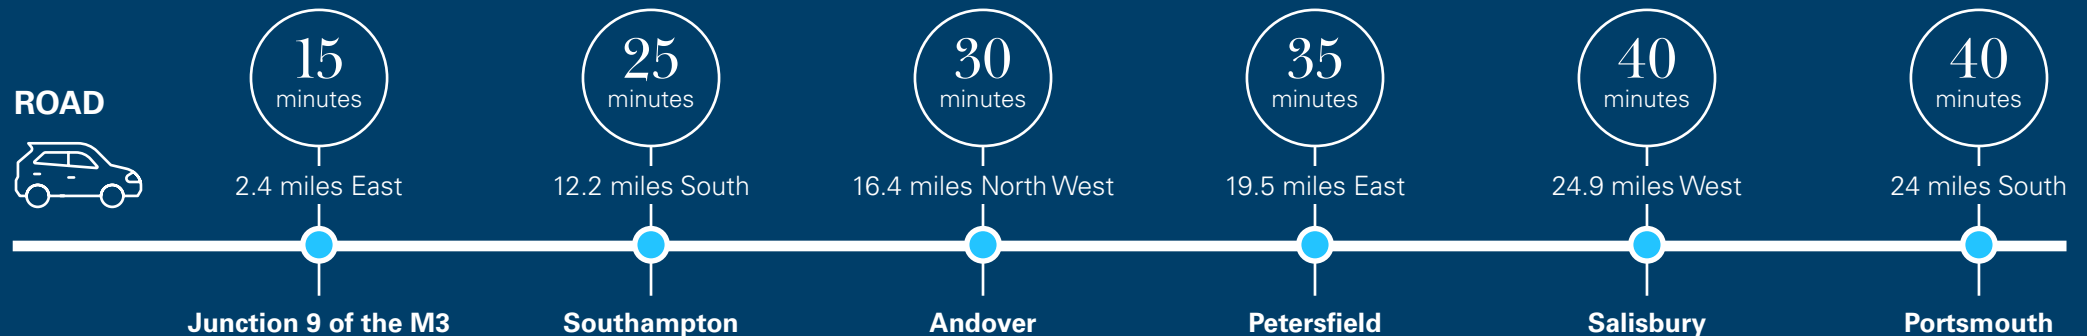 ROAD
15
minutes
2.4 miles East
Junction 9 of the M3
25
minutes
12.2 miles South
Southampton
30
minutes
16.4 miles North West
Andover
35
minutes
19.5 miles East
Petersfield
40
minutes
24.9 miles West
Salisbury
40
minutes
24 miles South
Portsmouth